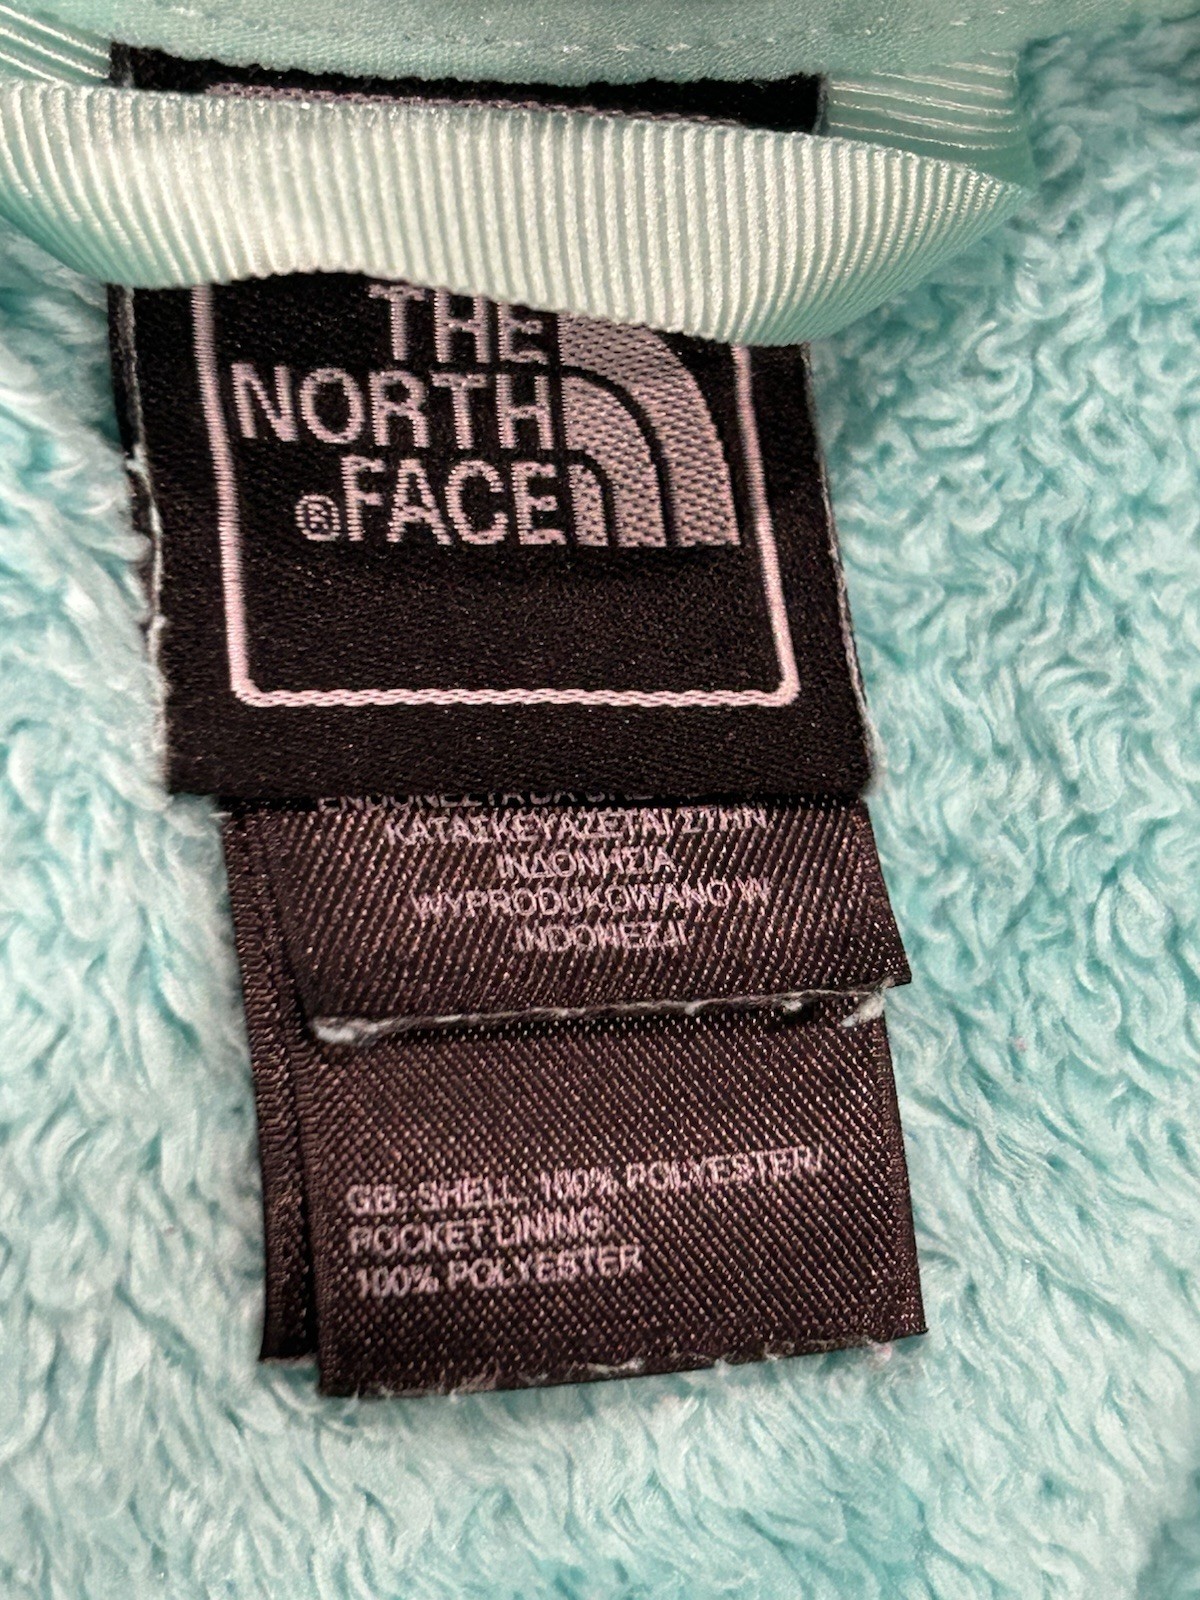 THE
NORTH
®FACE
ΚΑΤΑΣΚΕΥΑΖΕΤΑΙ ΣΤΗΝ
ΙΝΔΟΝΗΣΙΑ
WYPRODUKOWANO W
INDONEZJI
GB: SHELL, 100% POLYESTER/
POCKET LINING:
100% POLYESTER